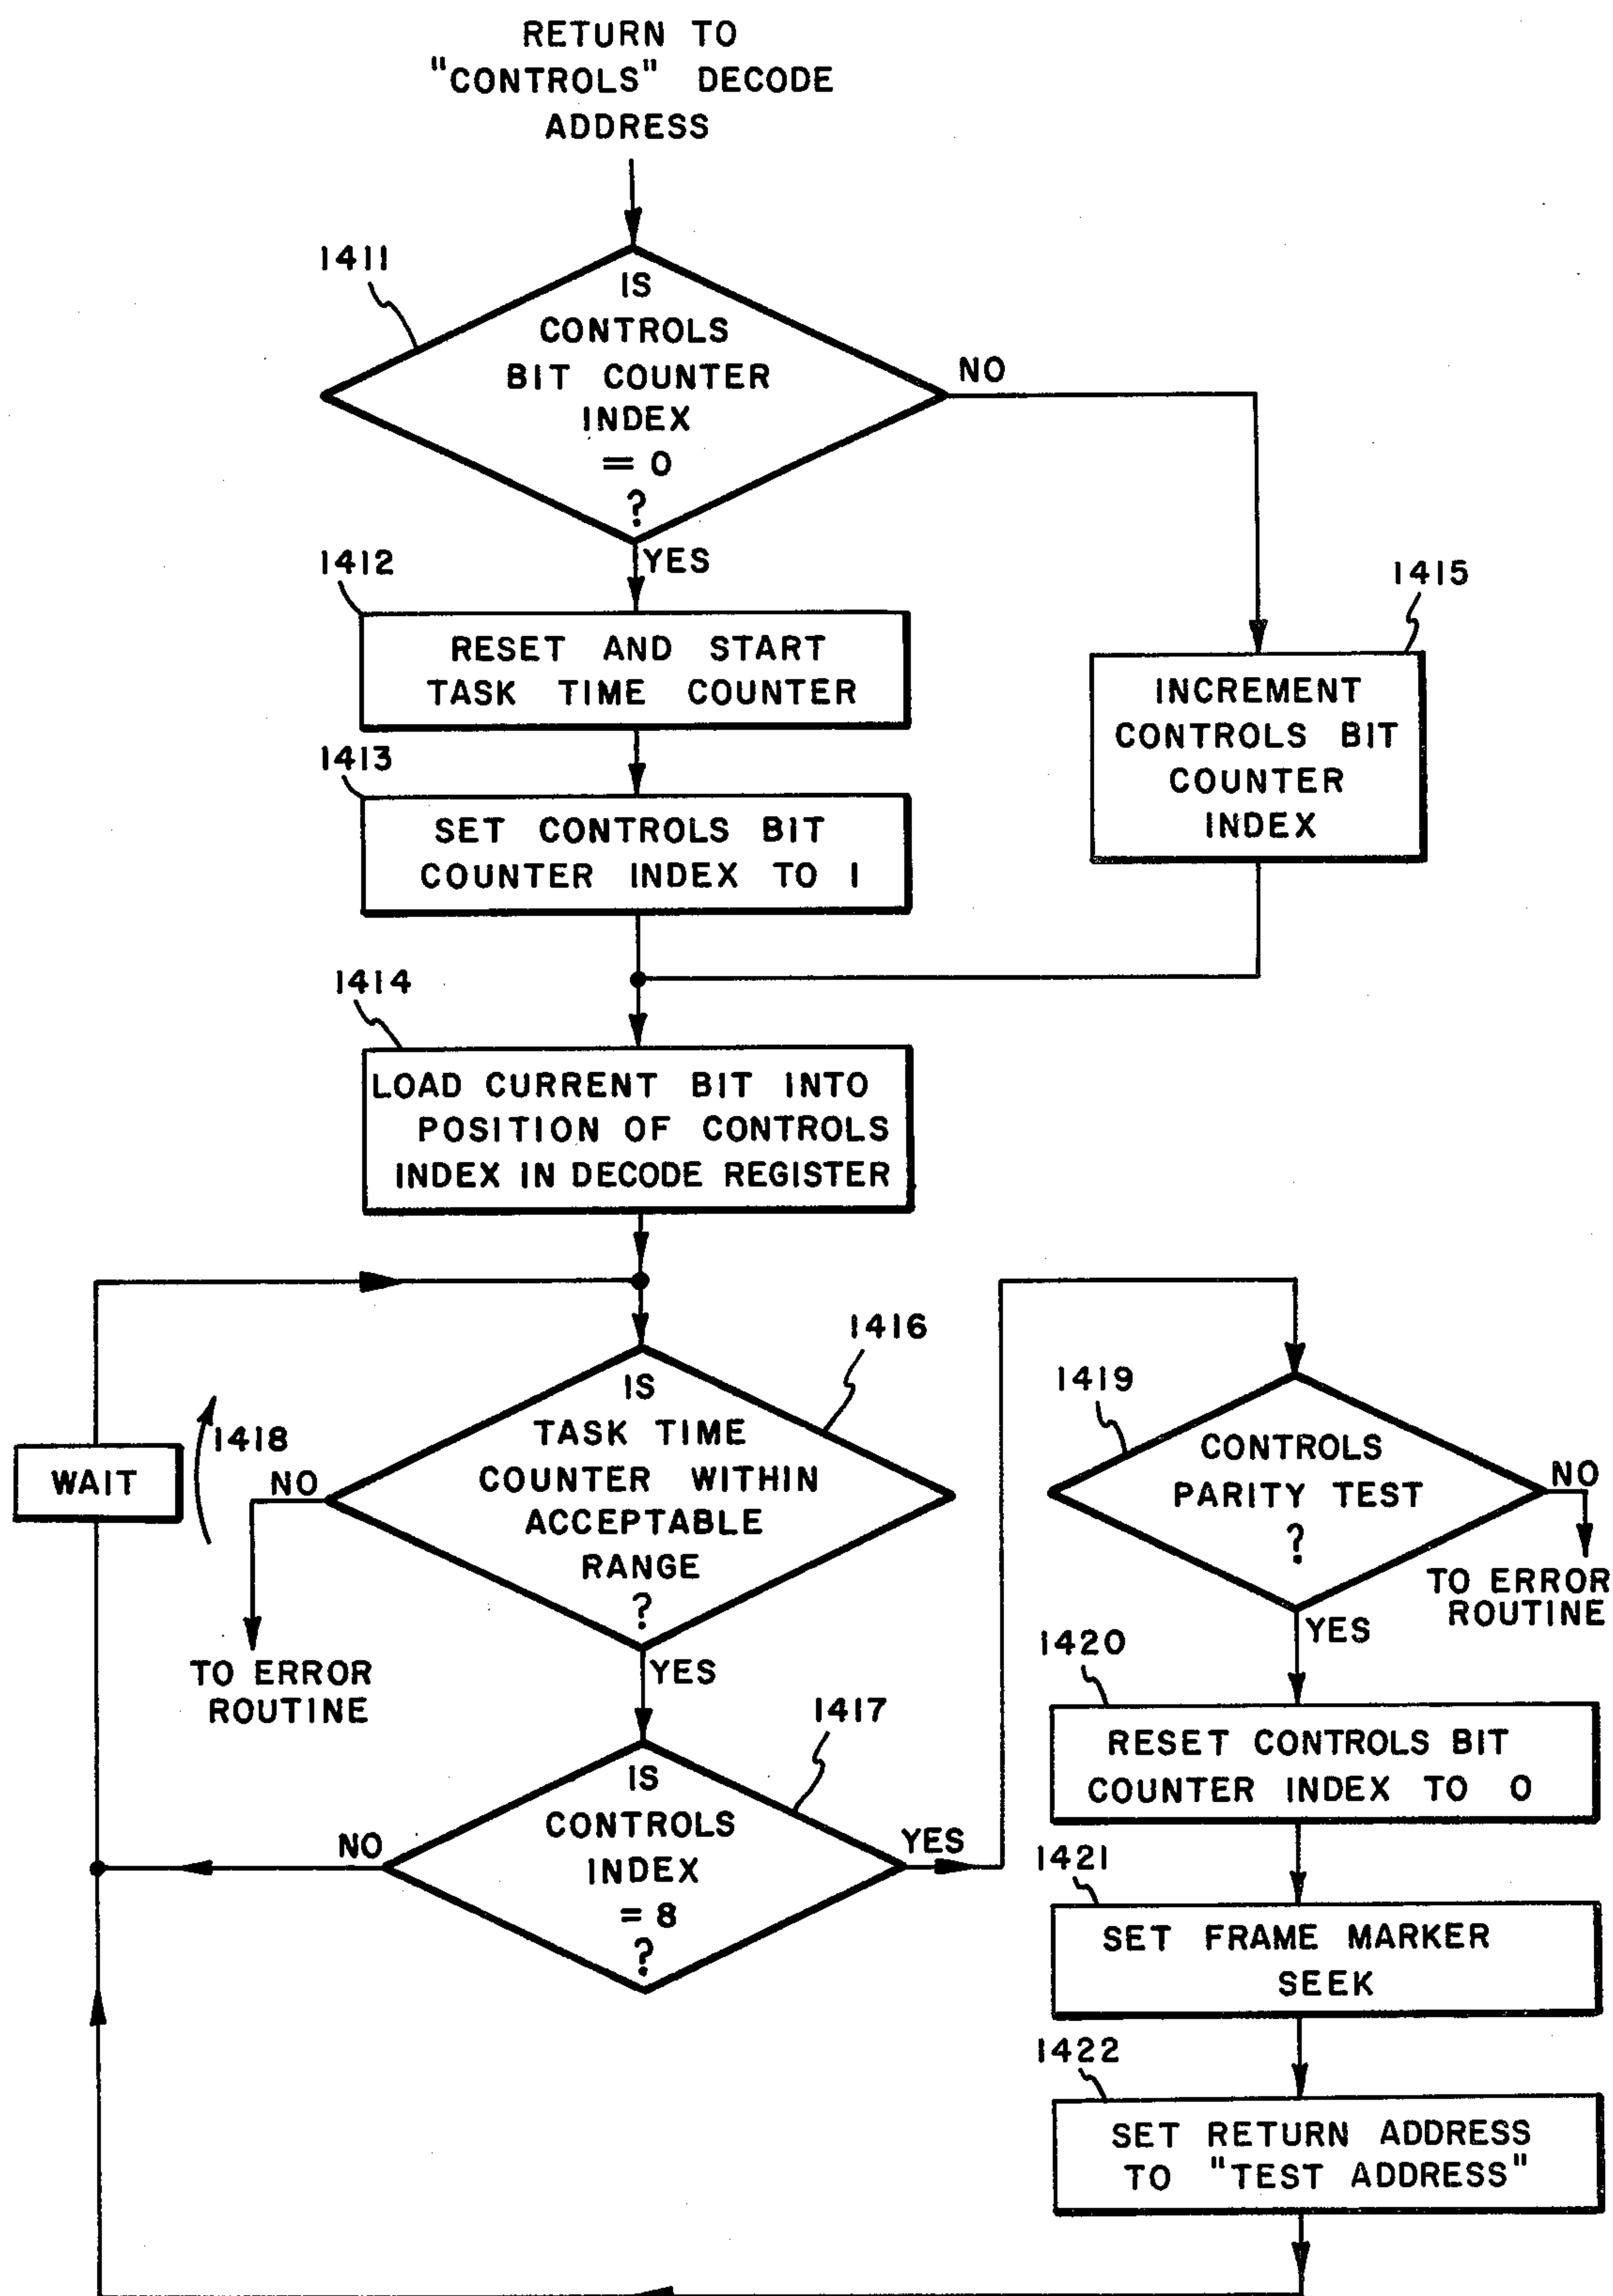 RETURN TO
"CONTROLS" DECODE
ADDRESS
1411
IS
CONTROLS
BIT COUNTER
INDEX
= 0
?
NO
YES
1412
RESET AND START
TASK TIME COUNTER
1415
INCREMENT
CONTROLS BIT
COUNTER
INDEX
1413
SET CONTROLS BIT
COUNTER INDEX TO 1
1414
LOAD CURRENT BIT INTO
POSITION OF CONTROLS
INDEX IN DECODE REGISTER
1416
IS
TASK TIME
COUNTER WITHIN
ACCEPTABLE
RANGE
?
WAIT
1418
NO
TO ERROR
ROUTINE
YES
1417
IS
CONTROLS
INDEX
= 8
?
NO
YES
1419
CONTROLS
PARITY TEST
?
NO
TO ERROR
ROUTINE
YES
1420
RESET CONTROLS BIT
COUNTER INDEX TO 0
1421
SET FRAME MARKER
SEEK
1422
SET RETURN ADDRESS
TO "TEST ADDRESS"